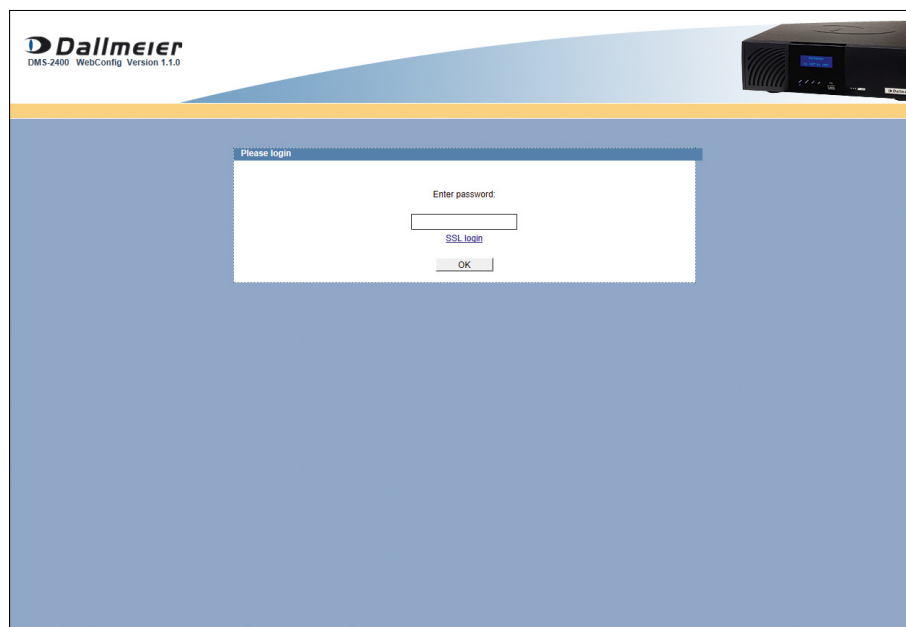 Dallmeier
DMS-2400 WebConfig Version 1.1.0
Please login
Enter password:
SSL login
OK